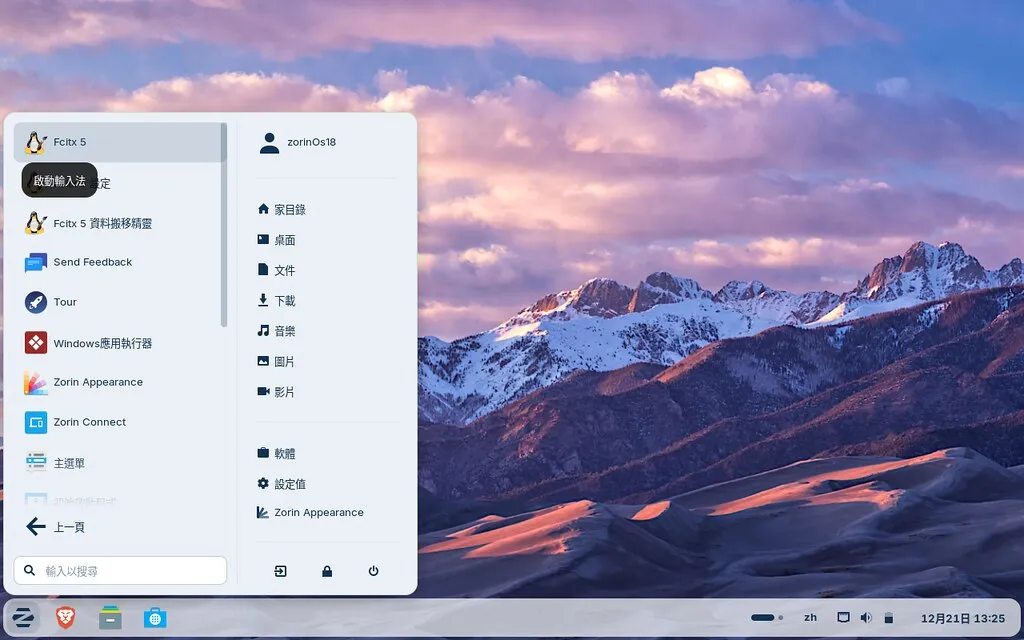 Fcitx 5
啟動輸入法
設定
Fcitx 5 資料搬移精靈
Send Feedback
Tour
Windows應用執行器
Zorin Appearance
Zorin Connect
主選單
上一頁
輸入以搜尋
zorinOs18
家目錄
桌面
文件
下載
音樂
圖片
影片
軟體
設定值
Zorin Appearance
zh
12月21日 13:25